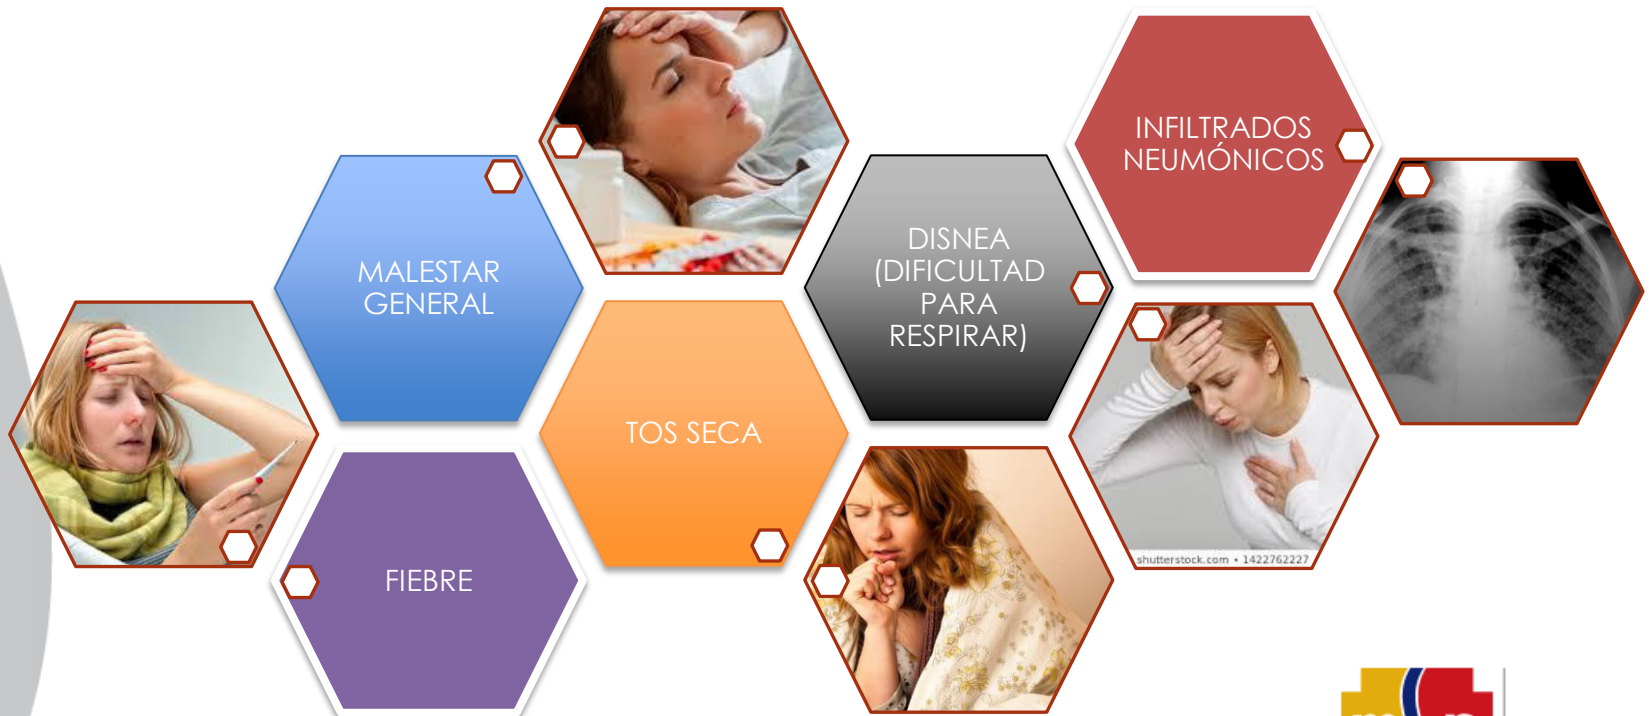 INFILTRADOS
NEUMÓNICOS
MALESTAR
GENERAL
DISNEA
(DIFICULTAD
PARA
RESPIRAR)
TOS SECA
FIEBRE
shutterstock.com • 1422762227